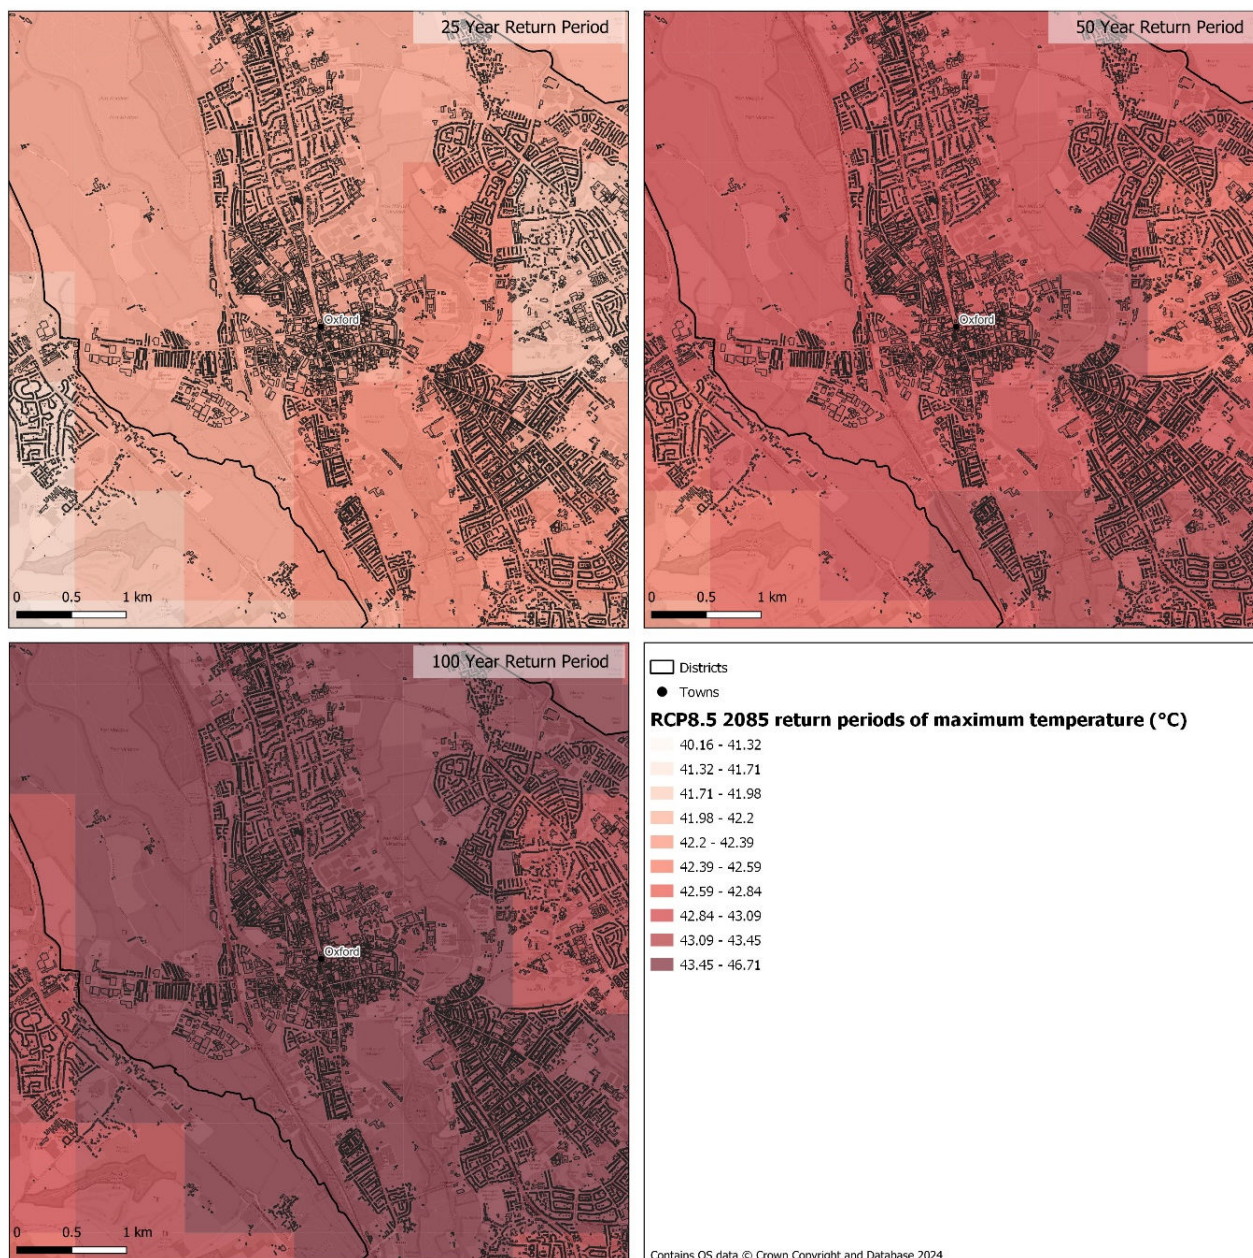 25 Year Return Period
Oxford
0 0.5 1 km
50 Year Return Period
Oxford
0 0.5 1 km
100 Year Return Period
Oxford
0 0.5 1 km
Districts
Towns
RCP8.5 2085 return periods of maximum temperature (°C)
40.16 - 41.32
41.32 - 41.71
41.71 - 41.98
41.98 - 42.2
42.2 - 42.39
42.39 - 42.59
42.59 - 42.84
42.84 - 43.09
43.09 - 43.45
43.45 - 46.71
Contains OS data © Crown Copyright and Database 2024